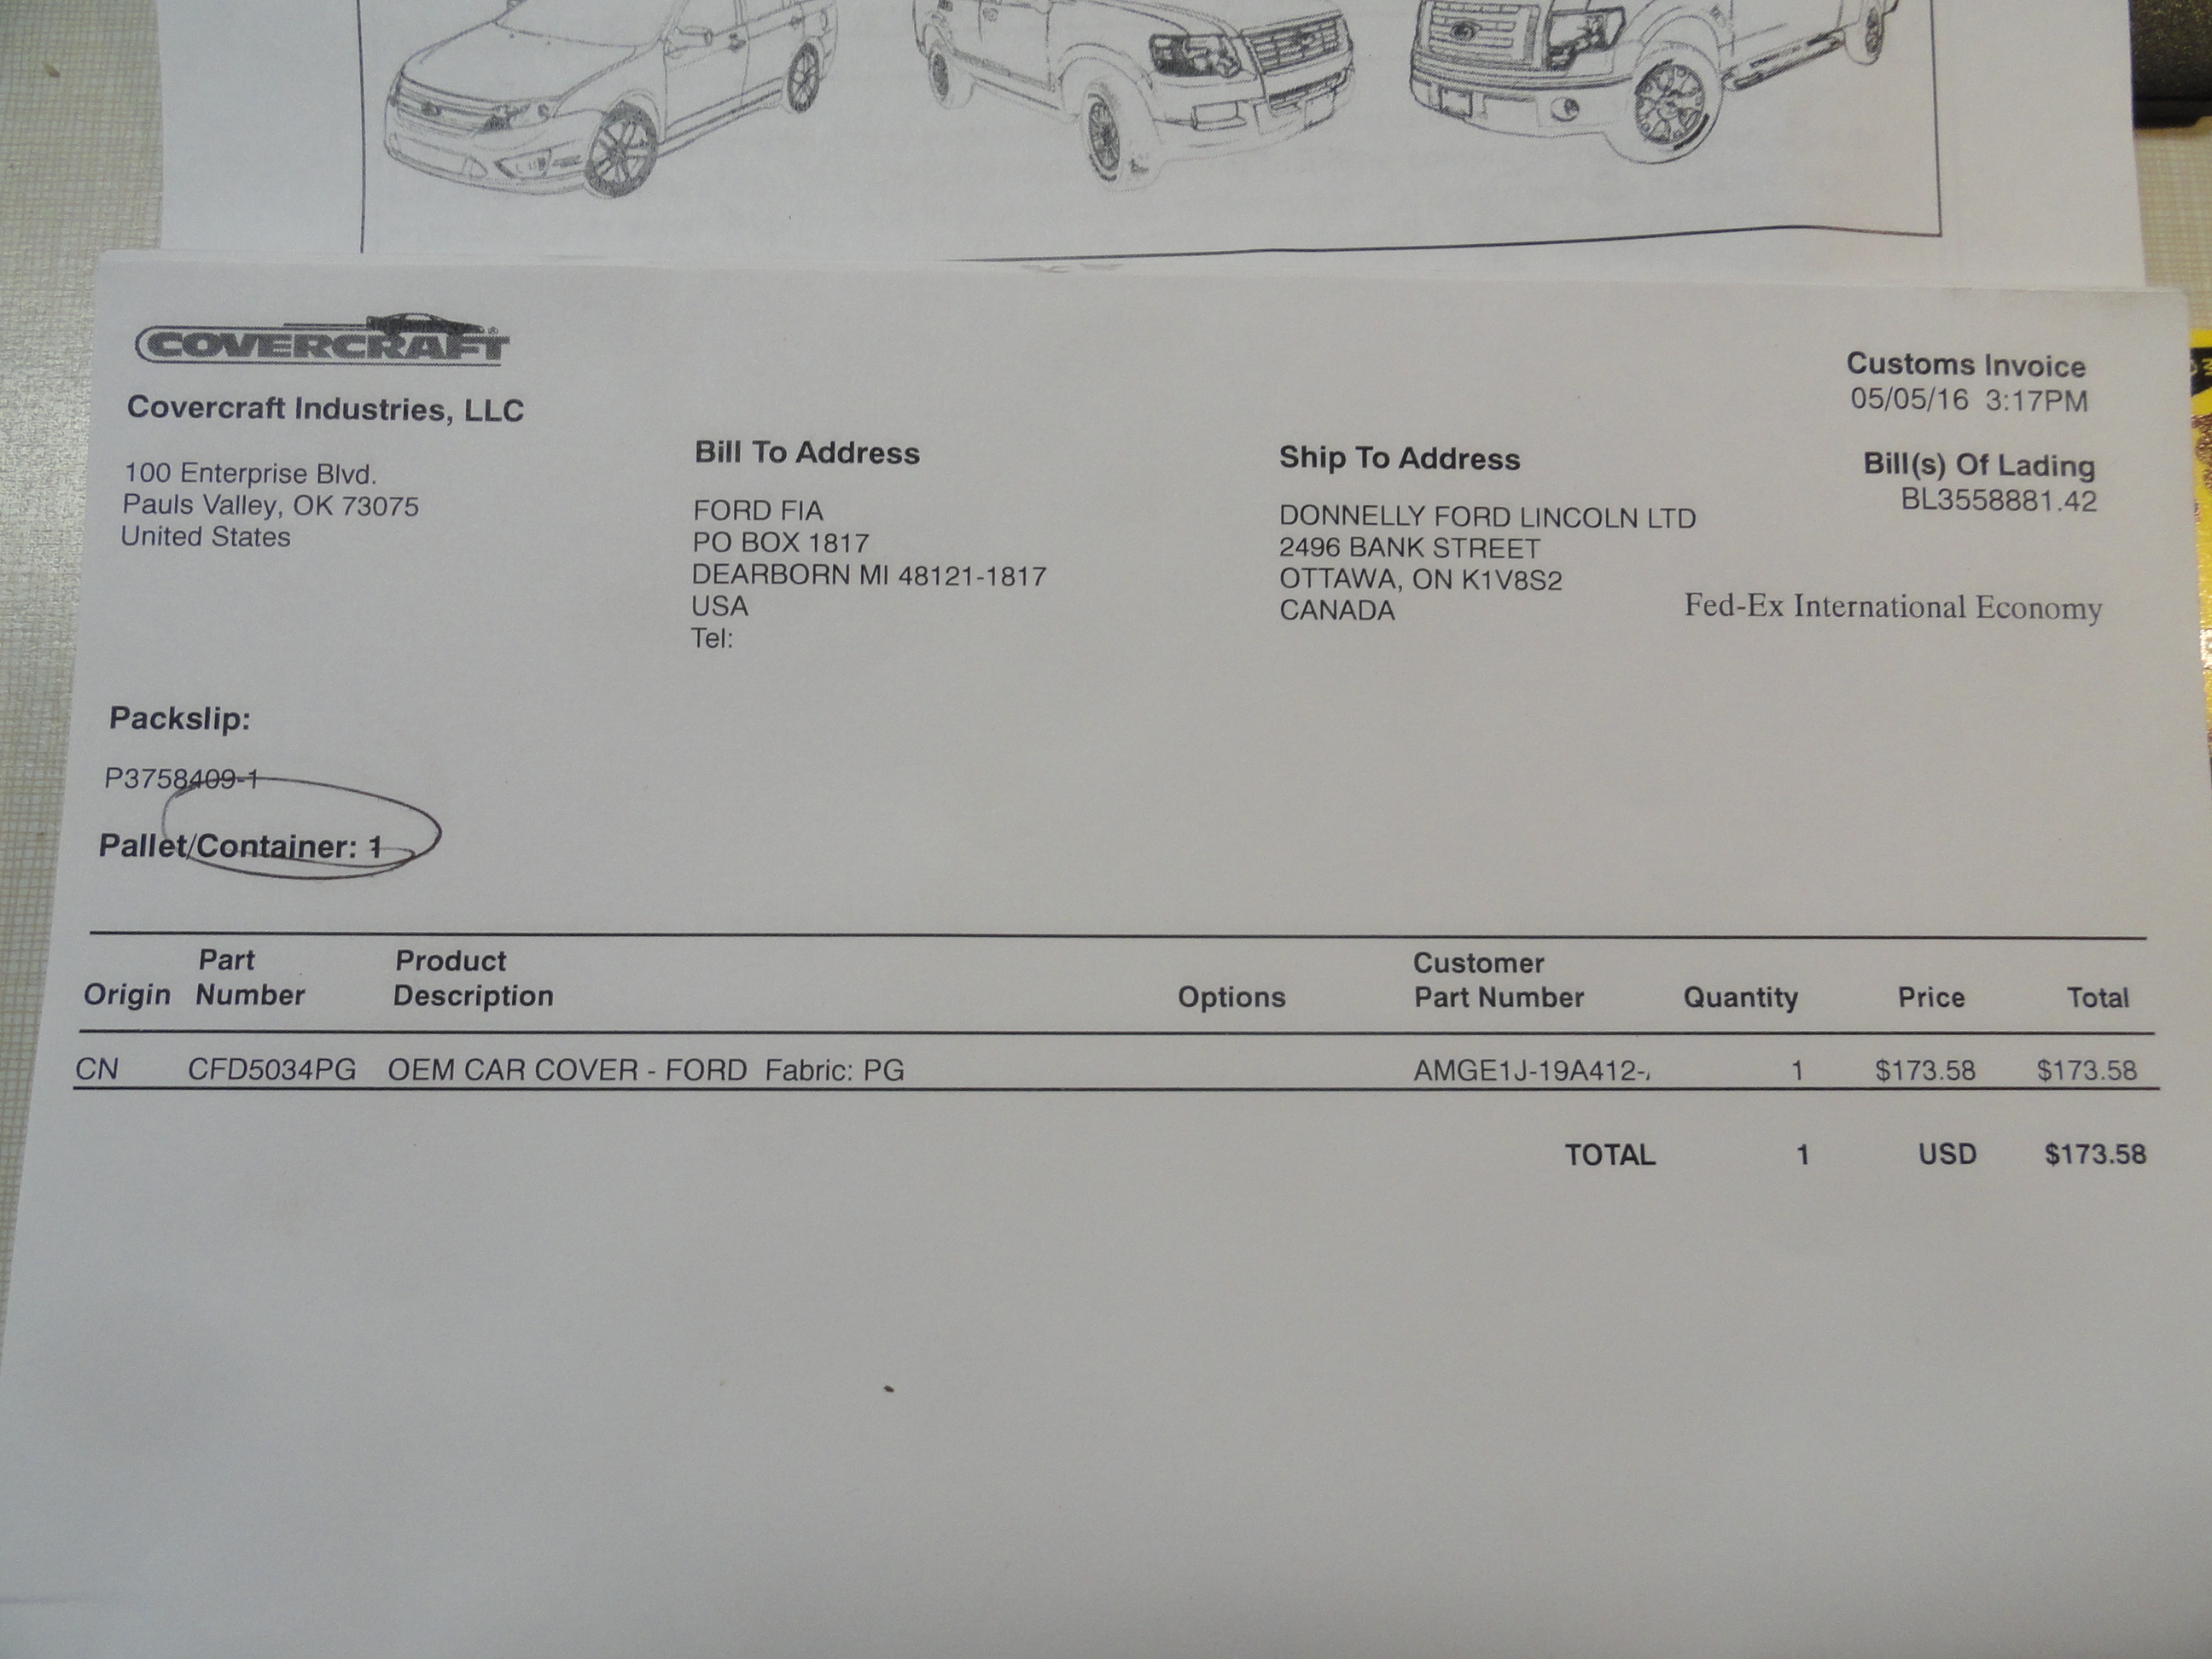 COVERCRAFT®
Covercraft Industries, LLC
100 Enterprise Blvd.
Pauls Valley, OK 73075
United States
Bill To Address
FORD FIA
PO BOX 1817
DEARBORN MI 48121-1817
USA
Tel:
Ship To Address
DONNELLY FORD LINCOLN LTD
2496 BANK STREET
OTTAWA, ON K1V8S2
CANADA
Customs Invoice
05/05/16 3:17PM
Bill(s) Of Lading
BL3558881.42
Fed-Ex International Economy
Packslip:
P3758409-1
Pallet/Container: 1
Origin Part Number Product Description Options Customer Part Number Quantity Price Total
CN CFD5034PG OEM CAR COVER - FORD Fabric: PG AMGE1J-19A412- 1 $173.58 $173.58
TOTAL 1 USD $173.58